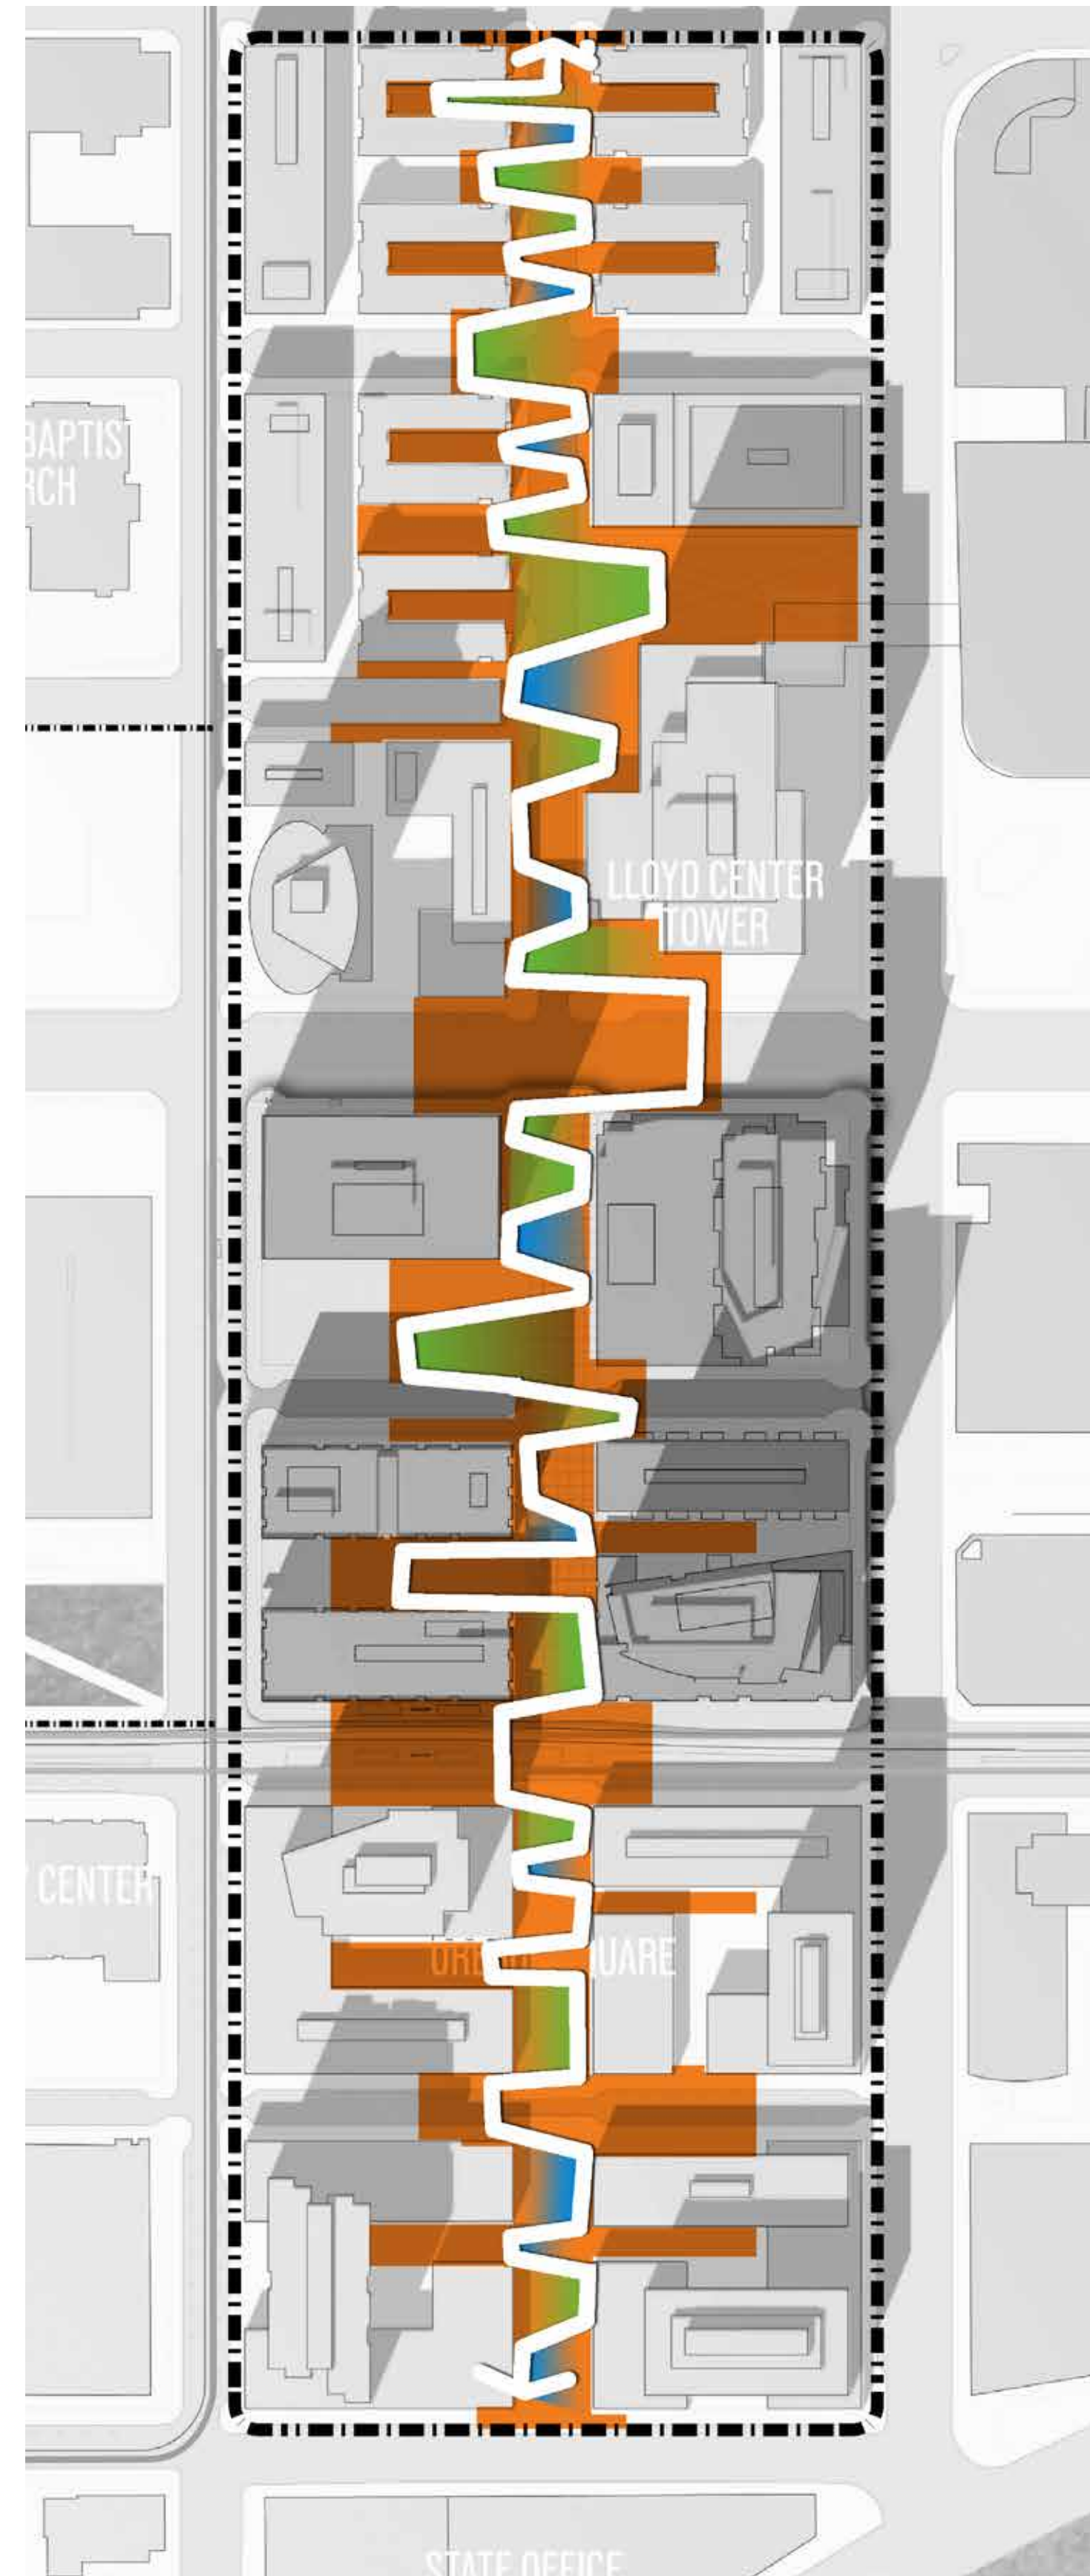 BAPTIS
RCH
LLOYD CENTER
TOWER
CENTER
UARE
STATE OFFICE